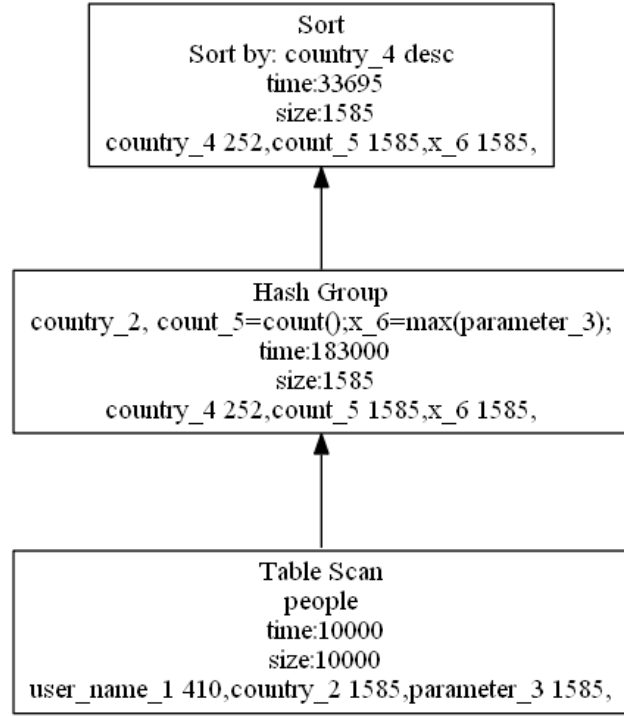 Sort
Sort by: country_4 desc
time:33695
size:1585
country_4 252,count_5 1585,x_6 1585,
Hash Group
country_2, count_5=count();x_6=max(parameter_3);
time:183000
size:1585
country_4 252,count_5 1585,x_6 1585,
Table Scan
people
time:10000
size:10000
user_name_1 410,country_2 1585,parameter_3 1585,